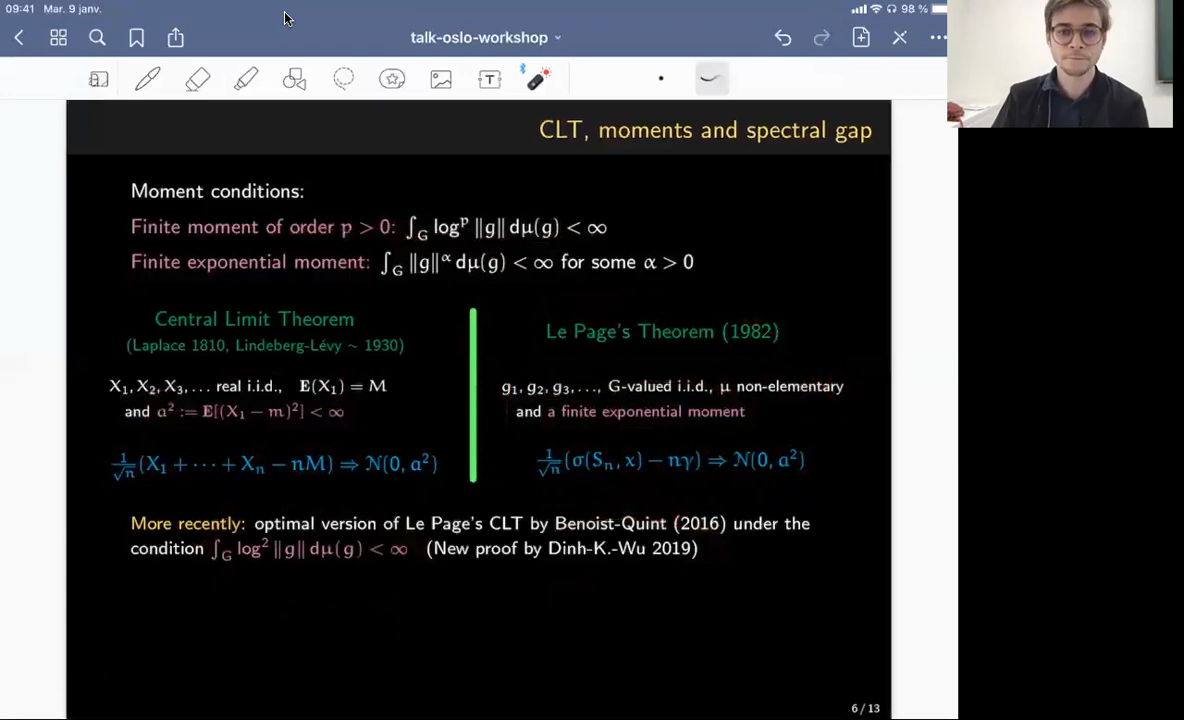 09:41 Mar. 9 janv.
98 %
talk-oslo-workshop
T
CLT, moments and spectral gap
Moment conditions:
Finite moment of order p > 0: ∫_G log^p ‖g‖ dμ(g) < ∞
Finite exponential moment: ∫_G ‖g‖^α dμ(g) < ∞ for some α > 0
Central Limit Theorem
(Laplace 1810, Lindeberg-Lévy ~ 1930)
X₁, X₂, X₃, … real i.i.d., E(X₁) = M
and a² := E[(X₁ − m)²] < ∞
1/√n (X₁ + ⋯ + Xₙ − nM) ⇒ N(0, a²)
Le Page's Theorem (1982)
g₁, g₂, g₃, …, G-valued i.i.d., μ non-elementary
and a finite exponential moment
1/√n (σ(Sₙ, x) − nγ) ⇒ N(0, a²)
More recently: optimal version of Le Page's CLT by Benoist-Quint (2016) under the
condition ∫_G log² ‖g‖ dμ(g) < ∞ (New proof by Dinh-K.-Wu 2019)
6 / 13